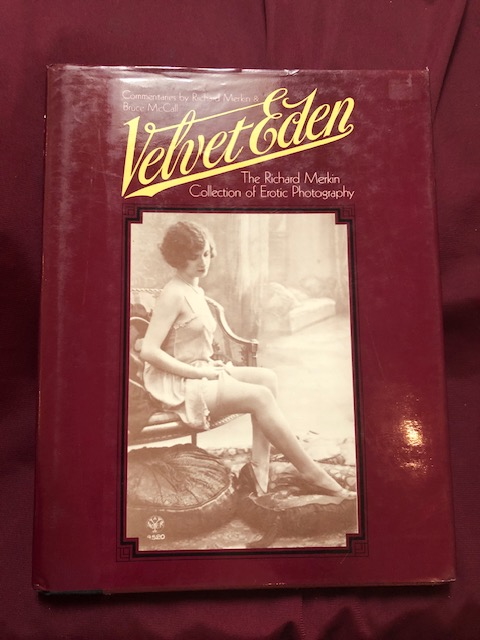 Commentaries by Richard Merkin &
Bruce McCall
Velvet Eden
The Richard Merkin
Collection of Erotic Photography
4520